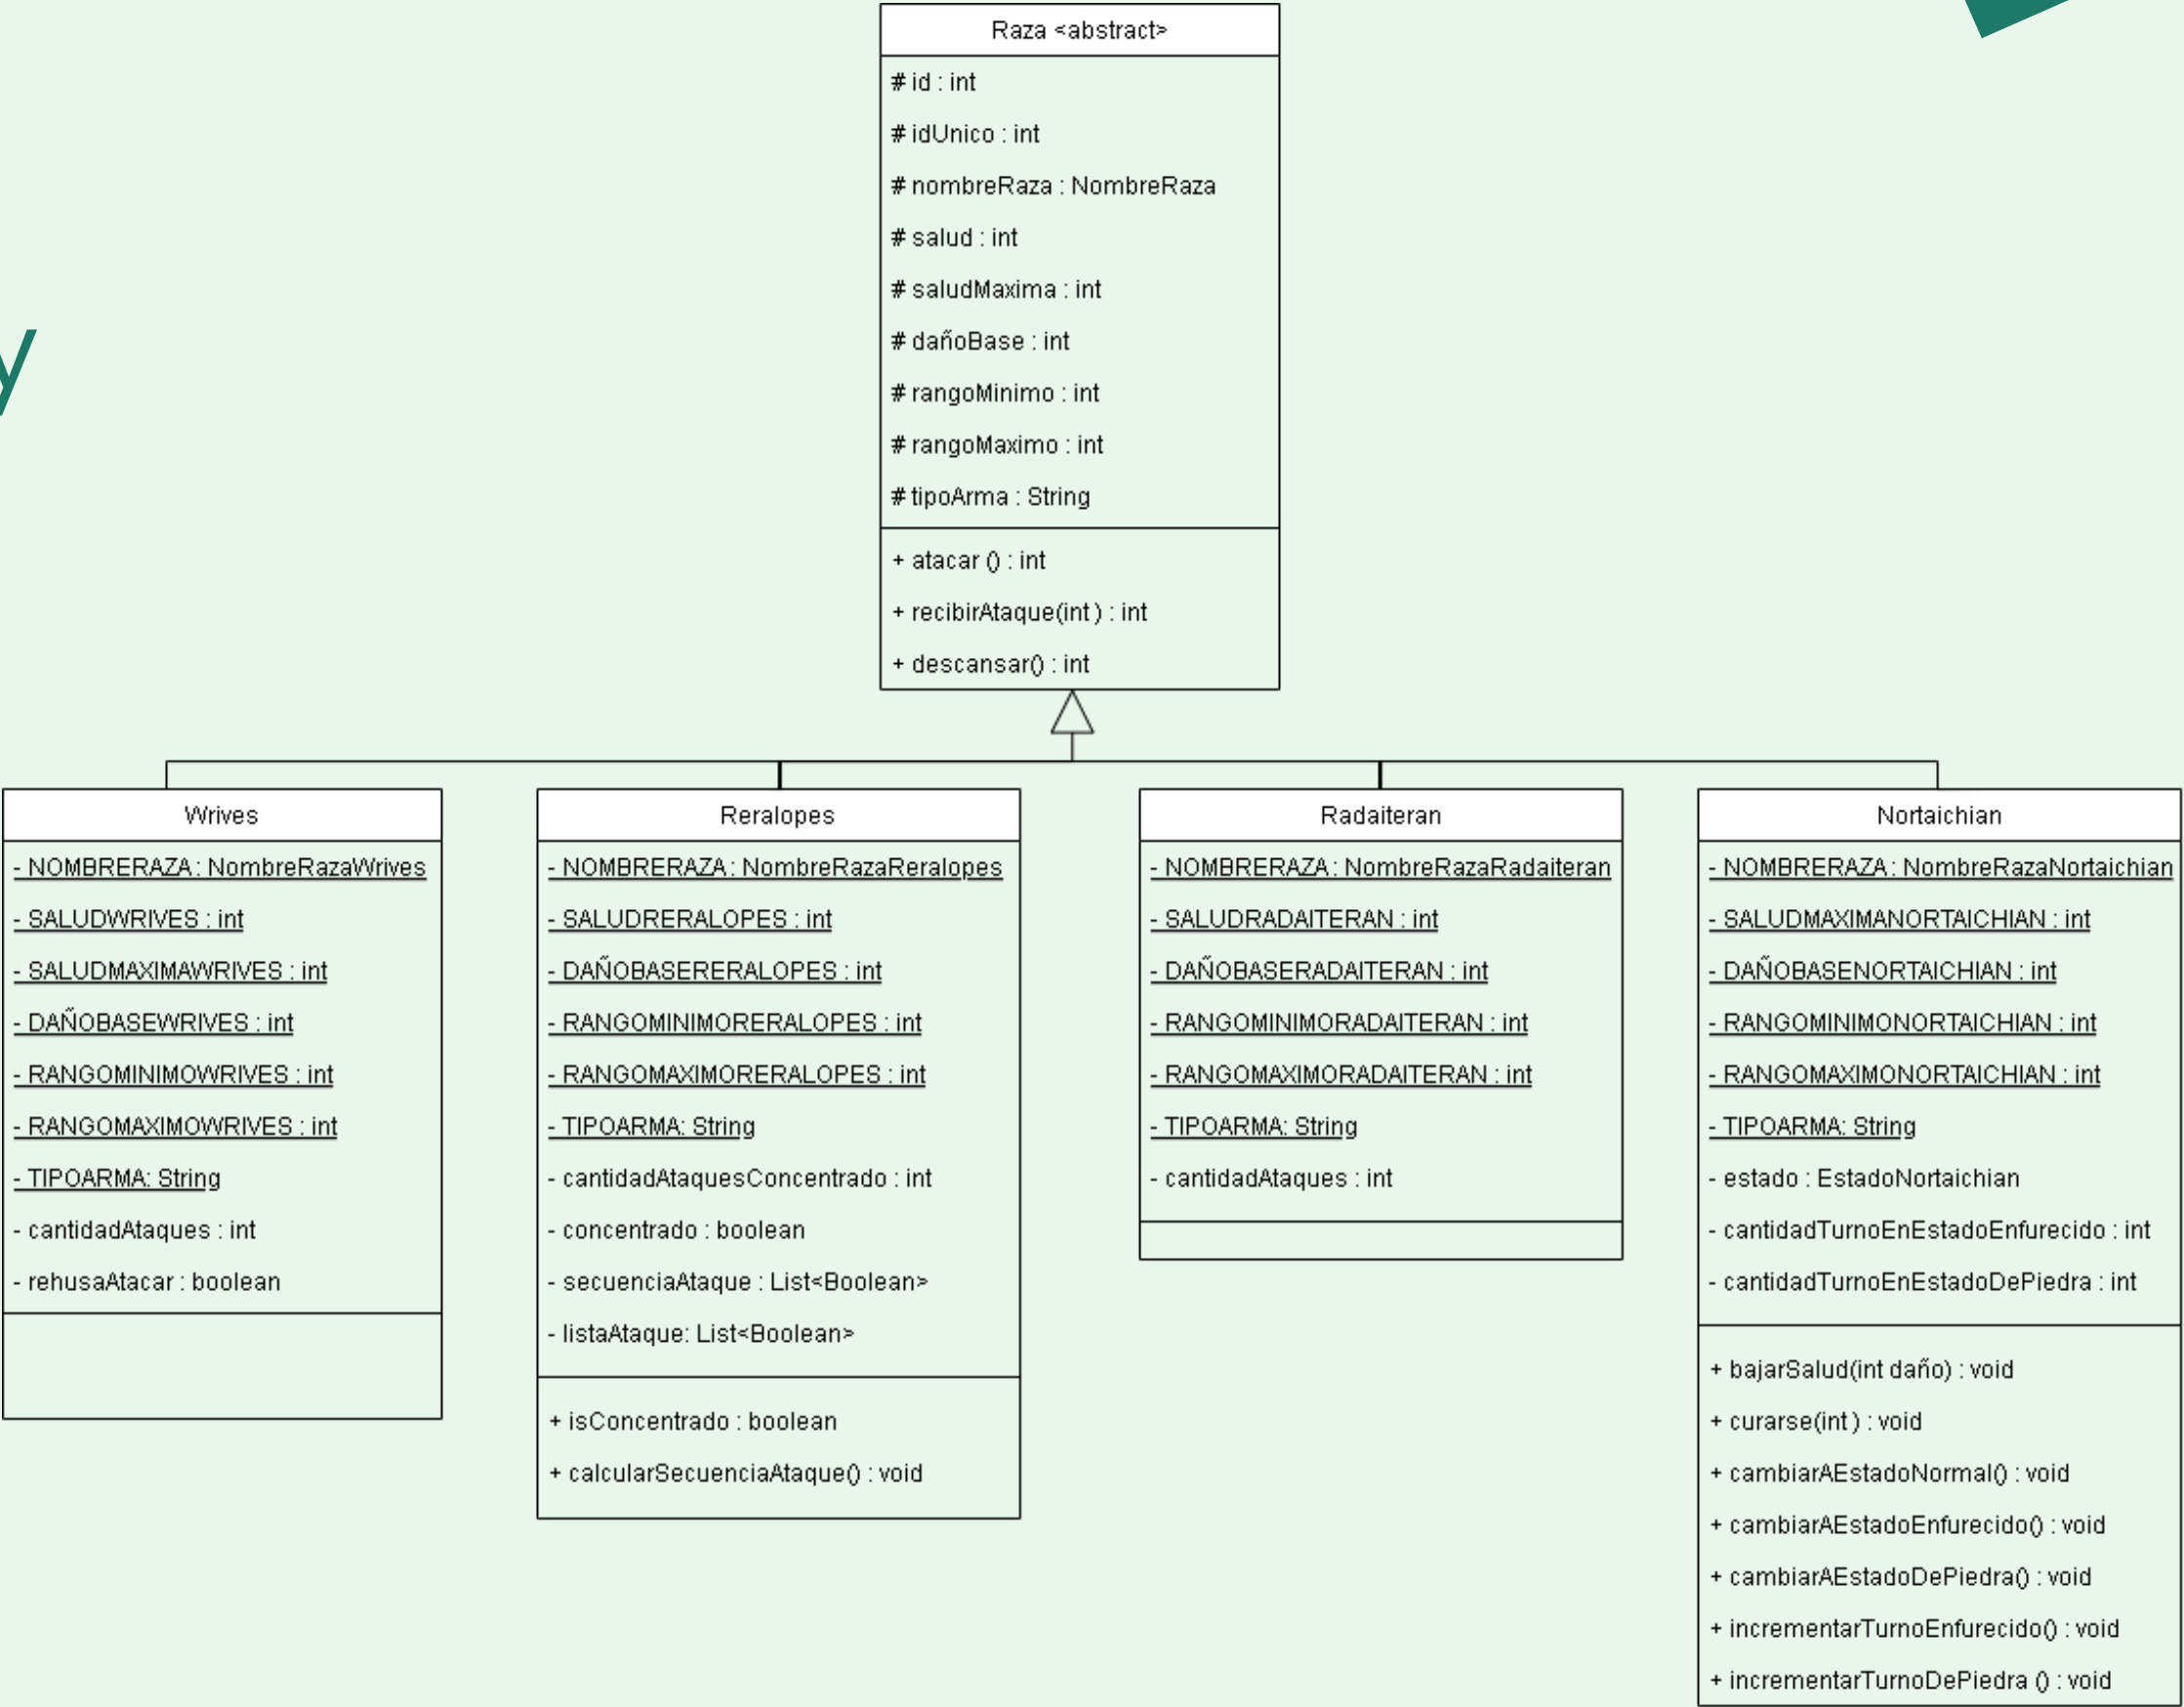 Raza <abstract>
# id : int
# idUnico : int
# nombreRaza : NombreRaza
# salud : int
# saludMaxima : int
y
# dañoBase : int
# rangoMinimo : int
# rangoMaximo : int
# tipoArma : String
+ atacar () : int
+ recibirAtaque(int ) : int
+ descansar() : int
Wrives
- NOMBRERAZA : NombreRazaWrives
- SALUDWRIVES : int
- SALUDMAXIMAWRIVES : int
- DAÑOBASEWRIVES : int
- RANGOMINIMOWRIVES : int
- RANGOMAXIMOWRIVES : int
- TIPOARMA: String
- cantidadAtaques : int
- rehusaAtacar : boolean
Reralopes
- NOMBRERAZA : NombreRazaReralopes
- SALUDRERALOPES : int
- DAÑOBASERERALOPES : int
- RANGOMINIMORERALOPES : int
- RANGOMAXIMORERALOPES : int
- TIPOARMA: String
- cantidadAtaquesConcentrado : int
- concentrado : boolean
- secuenciaAtaque : List<Boolean>
- listaAtaque: List<Boolean>
+ isConcentrado : boolean
+ calcularSecuenciaAtaque() : void
Radaiteran
- NOMBRERAZA : NombreRazaRadaiteran
- SALUDRADAITERAN : int
- DAÑOBASERADAITERAN : int
- RANGOMINIMORADAITERAN : int
- RANGOMAXIMORADAITERAN : int
- TIPOARMA: String
- cantidadAtaques : int
Nortaichian
- NOMBRERAZA : NombreRazaNortaichian
- SALUDMAXIMANORTAICHIAN : int
- DAÑOBASENORTAICHIAN : int
- RANGOMINIMONORTAICHIAN : int
- RANGOMAXIMONORTAICHIAN : int
- TIPOARMA: String
- estado : EstadoNortaichian
- cantidadTurnoEnEstadoEnfurecido : int
- cantidadTurnoEnEstadoDePiedra : int
+ bajarSalud(int daño) : void
+ curarse(int ) : void
+ cambiarAEstadoNormal() : void
+ cambiarAEstadoEnfurecido() : void
+ cambiarAEstadoDePiedra() : void
+ incrementarTurnoEnfurecido() : void
+ incrementarTurnoDePiedra () : void